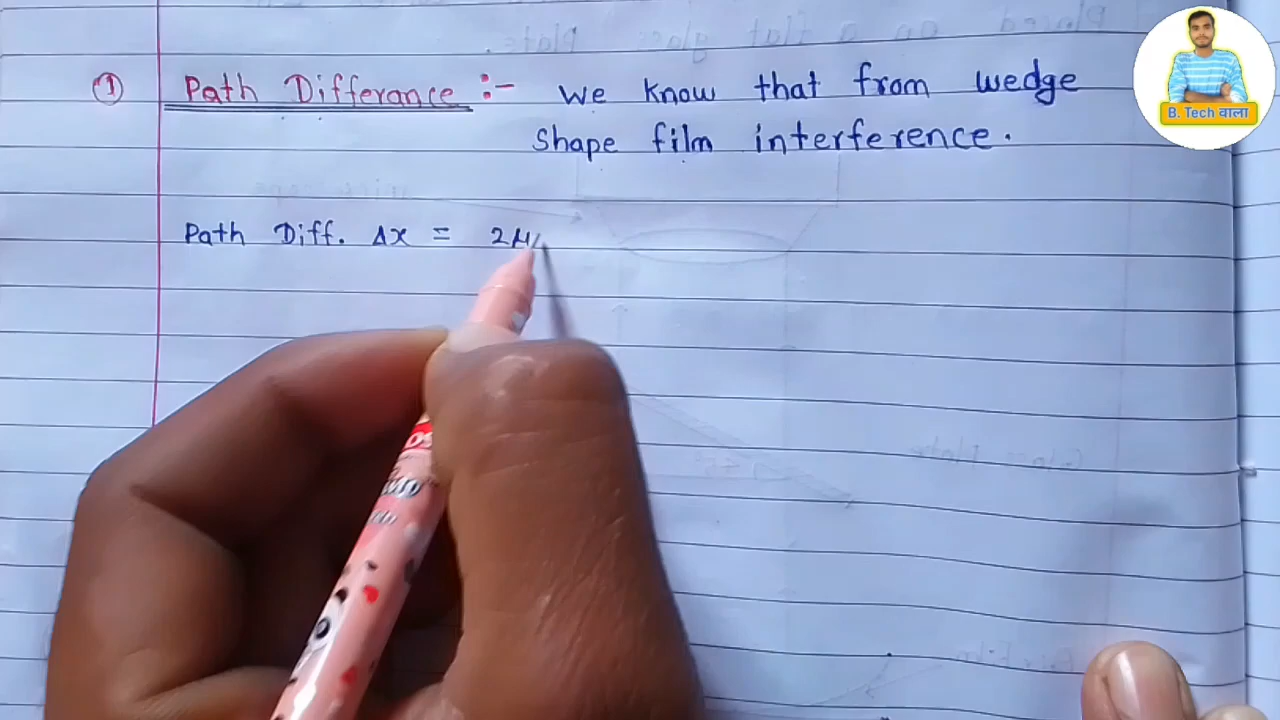 ① Path Differance :- We know that from wedge
Shape film interference.
Path Diff. Δx = 2μ
B. Tech वाला